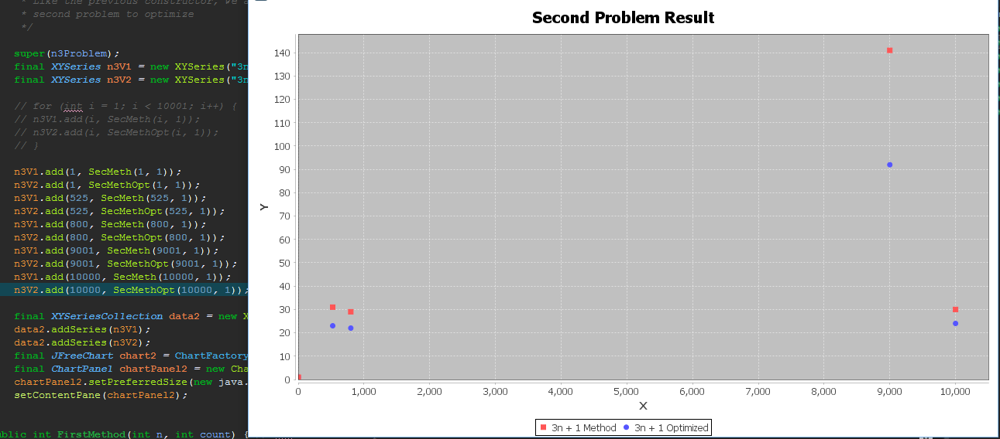 * Like the previous constructor, we a
* second problem to optimize
*/
super(n3Problem);
final XYSeries n3V1 = new XYSeries("3n
final XYSeries n3V2 = new XYSeries("3n
// for (int i = 1; i < 10001; i++) {
// n3V1.add(i, SecMeth(i, 1));
// n3V2.add(i, SecMethOpt(i, 1));
// }
n3V1.add(1, SecMeth(1, 1));
n3V2.add(1, SecMethOpt(1, 1));
n3V1.add(525, SecMeth(525, 1));
n3V2.add(525, SecMethOpt(525, 1));
n3V1.add(800, SecMeth(800, 1));
n3V2.add(800, SecMethOpt(800, 1));
n3V1.add(9001, SecMeth(9001, 1));
n3V2.add(9001, SecMethOpt(9001, 1));
n3V1.add(10000, SecMeth(10000, 1));
n3V2.add(10000, SecMethOpt(10000, 1));
final XYSeriesCollection data2 = new X
data2.addSeries(n3V1);
data2.addSeries(n3V2);
final JFreeChart chart2 = ChartFactory
final ChartPanel chartPanel2 = new Cha
chartPanel2.setPreferredSize(new java.
setContentPane(chartPanel2);
ublic int FirstMethod(int n, int count) {
Second Problem Result
140
130
120
110
100
90
80
70
60
50
40
30
20
10
0
Y
0 1,000 2,000 3,000 4,000 5,000 6,000 7,000 8,000 9,000 10,000
X
3n + 1 Method 3n + 1 Optimized